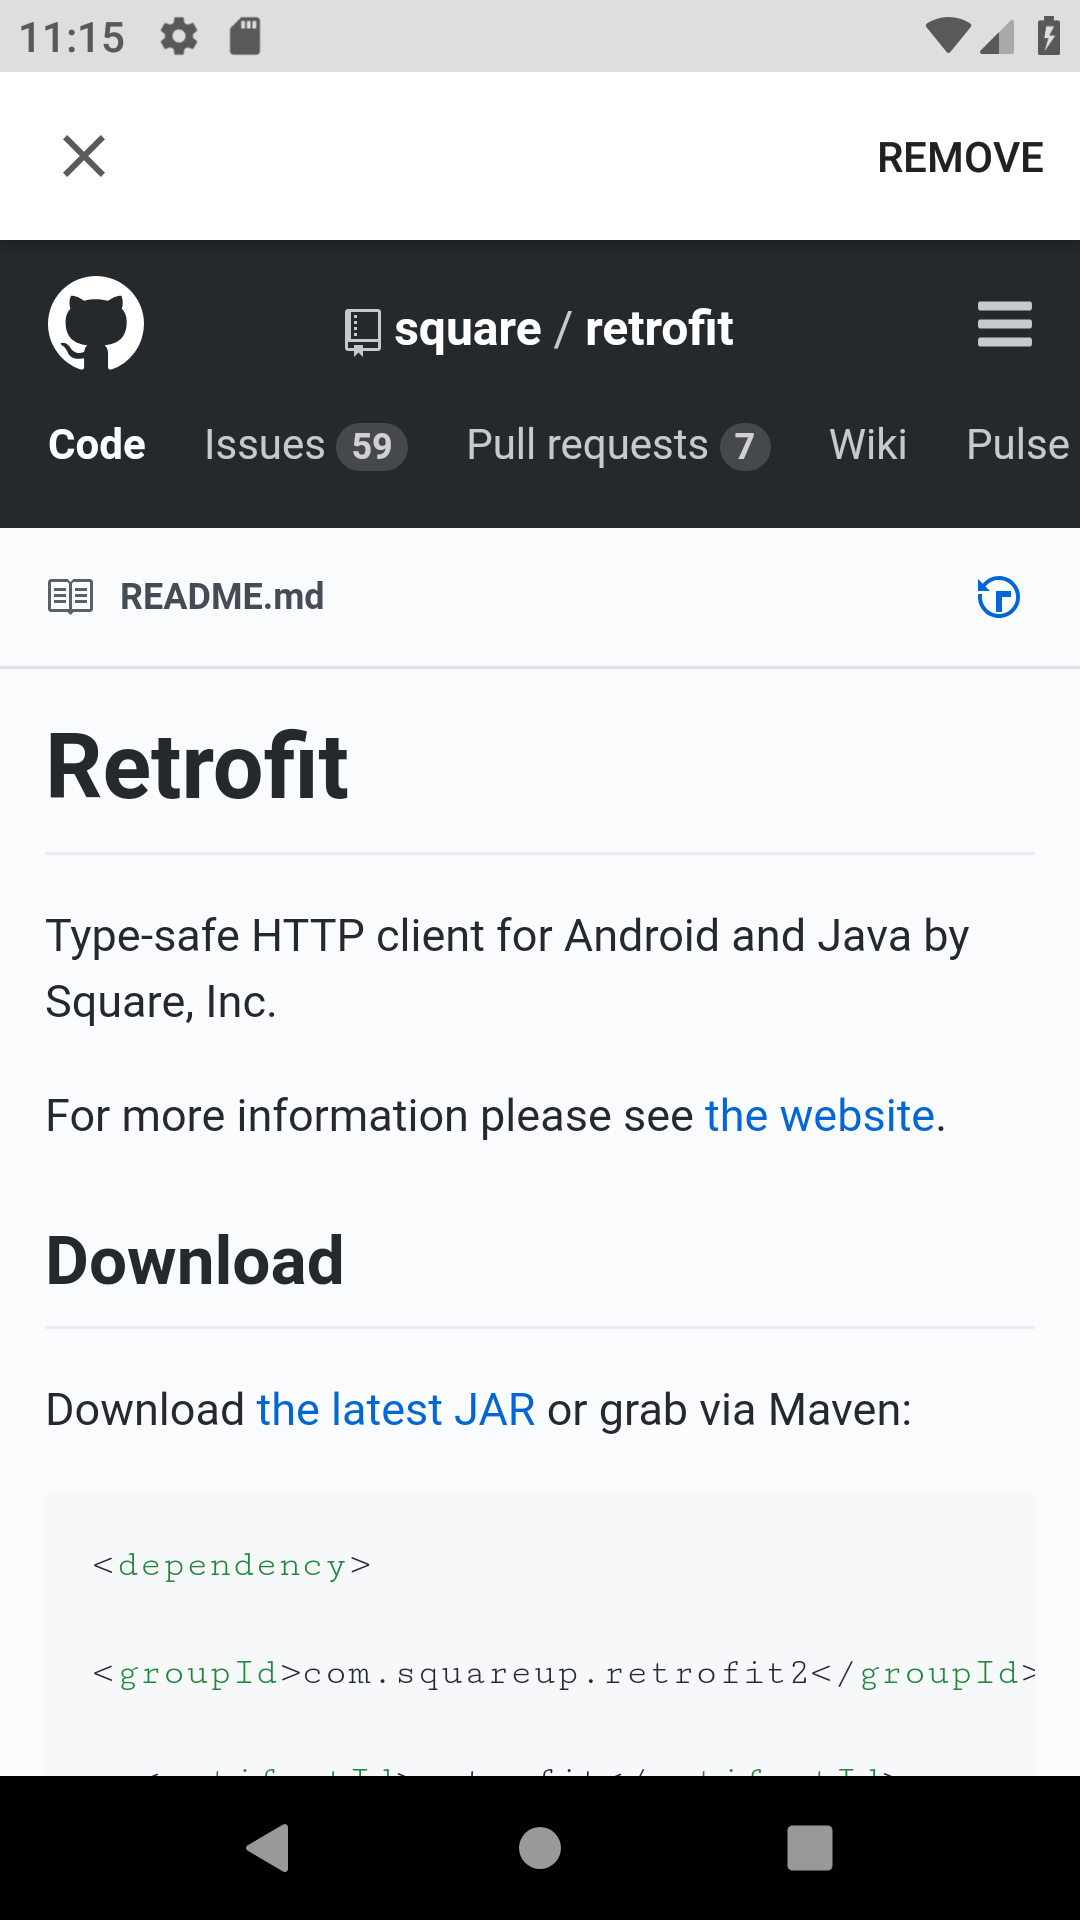 11:15
REMOVE
square / retrofit
Code Issues 59 Pull requests 7 Wiki Pulse
README.md
Retrofit
Type-safe HTTP client for Android and Java by
Square, Inc.
For more information please see the website.
Download
Download the latest JAR or grab via Maven:
<dependency>
<groupId>com.squareup.retrofit2</groupId>